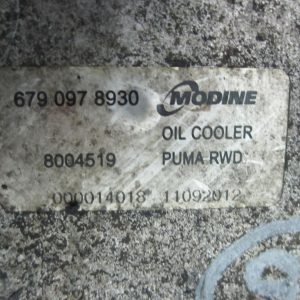 679 097 8930 MODINE
OIL COOLER
8004519 PUMA RWD
000014018 11092012